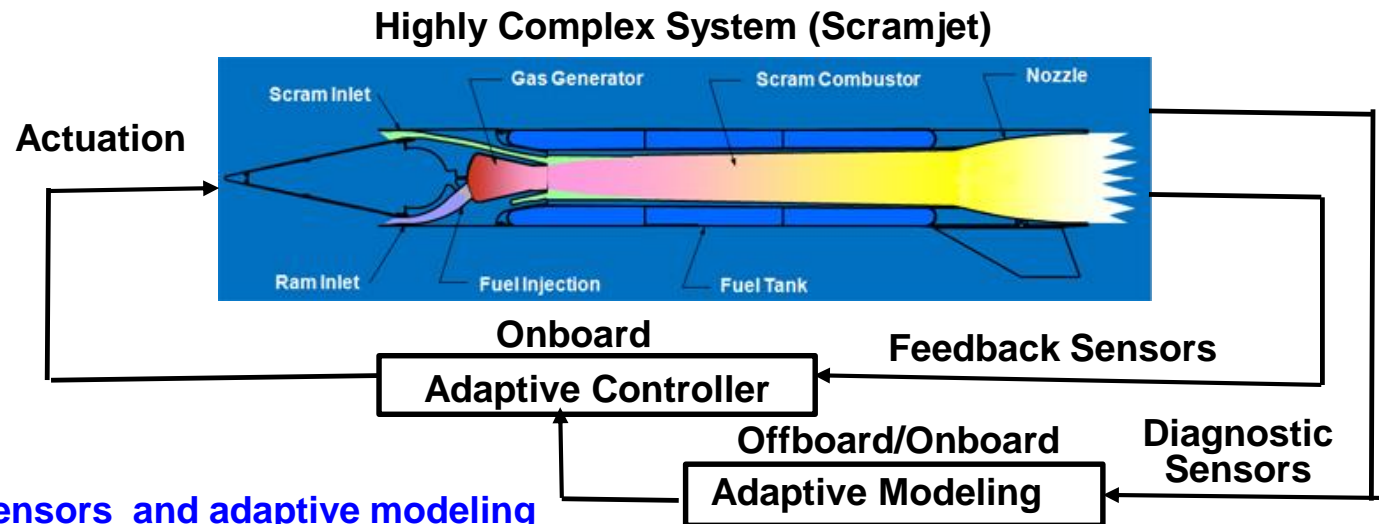 Highly Complex System (Scramjet)
Gas Generator
Scram Combustor
Nozzle
Scram Inlet
Actuation
Ram Inlet
Fuel Injection
Fuel Tank
Onboard
Feedback Sensors
Adaptive Controller
Offboard/Onboard
Diagnostic
Sensors
Adaptive Modeling
ensors and adaptive modeling